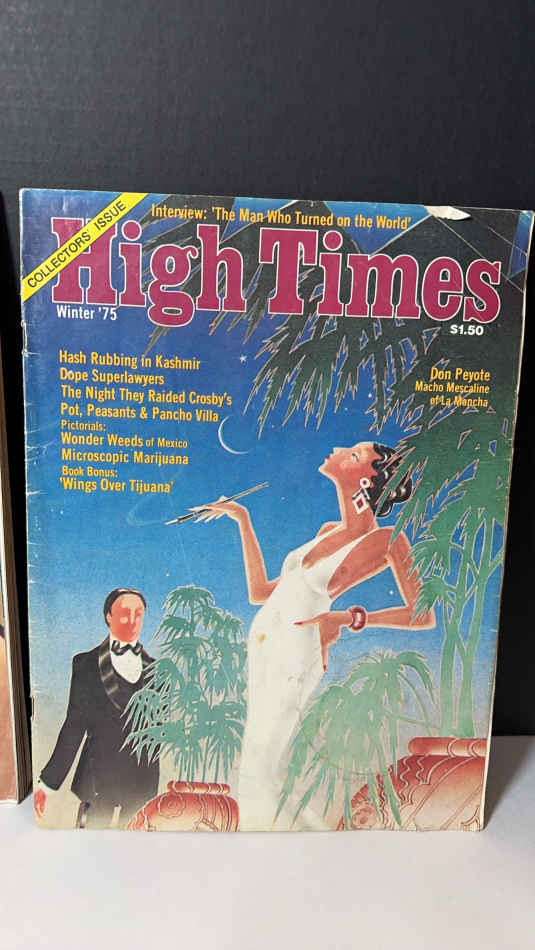 COLLECTORS ISSUE
Interview: 'The Man Who Turned on the World'
High Times
Winter '75
$1.50
Hash Rubbing in Kashmir
Dope Superlawyers
The Night They Raided Crosby's
Pot, Peasants & Pancho Villa
Pictorials:
Wonder Weeds of Mexico
Microscopic Marijuana
Book Bonus:
'Wings Over Tijuana'
Don Peyote
Macho Mescaline
of La Mancha